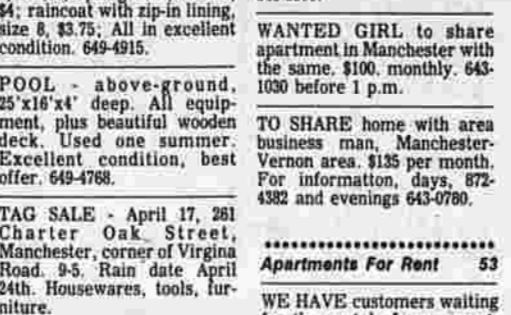 $4; raincoat with zip-in lining,
size 8, $3.75; All in excellent
condition. 649-4915.
POOL - above-ground,
25'x16'x4' deep. All equip-
ment, plus beautiful wooden
deck. Used one summer.
Excellent condition, best
offer. 649-4768.
TAG SALE - April 17, 261
Charter Oak Street,
Manchester, corner of Virgina
Road. 9-5. Rain date April
24th. Housewares, tools, fur-
niture.
WANTED GIRL to share
apartment in Manchester with
the same. $100. monthly. 643-
1030 before 1 p.m.
TO SHARE home with area
business man, Manchester-
Vernon area. $135 per month.
For information, days, 872-
4382 and evenings 643-0780.
Apartments For Rent 53
WE HAVE customers waiting